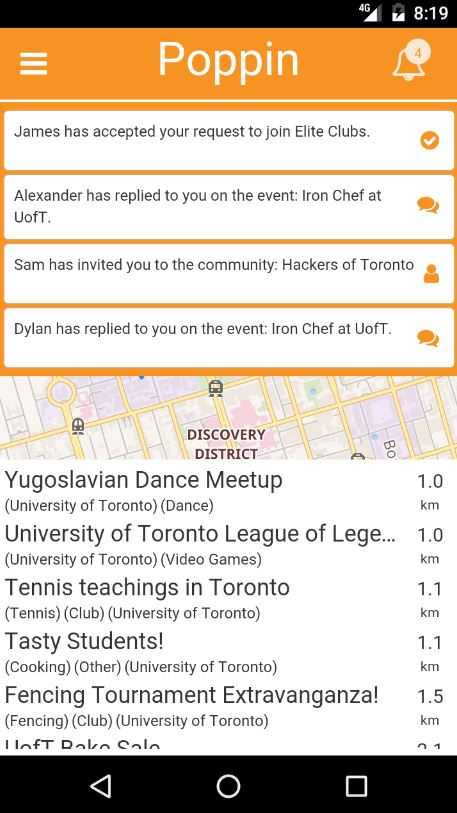 4G 8:19
Poppin
4
James has accepted your request to join Elite Clubs.
Alexander has replied to you on the event: Iron Chef at
UofT.
Sam has invited you to the community: Hackers of Toronto
Dylan has replied to you on the event: Iron Chef at UofT.
DISCOVERY
DISTRICT
Bo
Yugoslavian Dance Meetup 1.0
(University of Toronto) (Dance) km
University of Toronto League of Lege... 1.0
(University of Toronto) (Video Games) km
Tennis teachings in Toronto 1.1
(Tennis) (Club) (University of Toronto) km
Tasty Students! 1.1
(Cooking) (Other) (University of Toronto) km
Fencing Tournament Extravaganza! 1.5
(Fencing) (Club) (University of Toronto) km
UofT Bake Sale 2.1